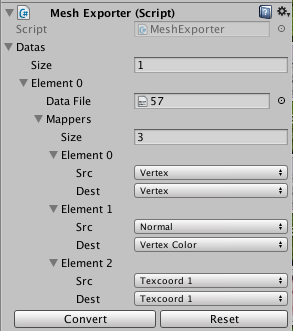 Mesh Exporter (Script)
Script MeshExporter
Datas
Size 1
Element 0
Data File 57
Mappers
Size 3
Element 0
Src Vertex
Dest Vertex
Element 1
Src Normal
Dest Vertex Color
Element 2
Src Texcoord 1
Dest Texcoord 1
Convert Reset